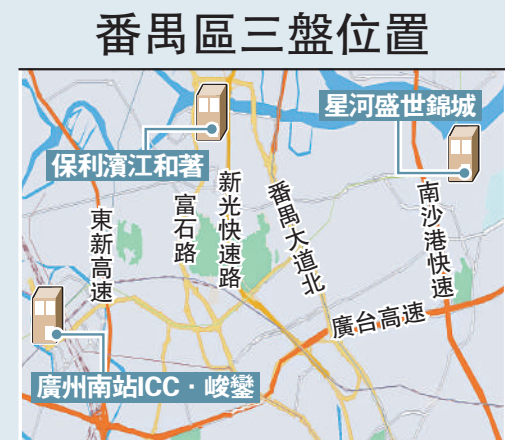 番禺區三盤位置
星河盛世錦城
保利濱江和著
新光快速路
番禺大道北
富石路
南沙港快速
東新高速
廣台高速
廣州南站ICC·峻鑾